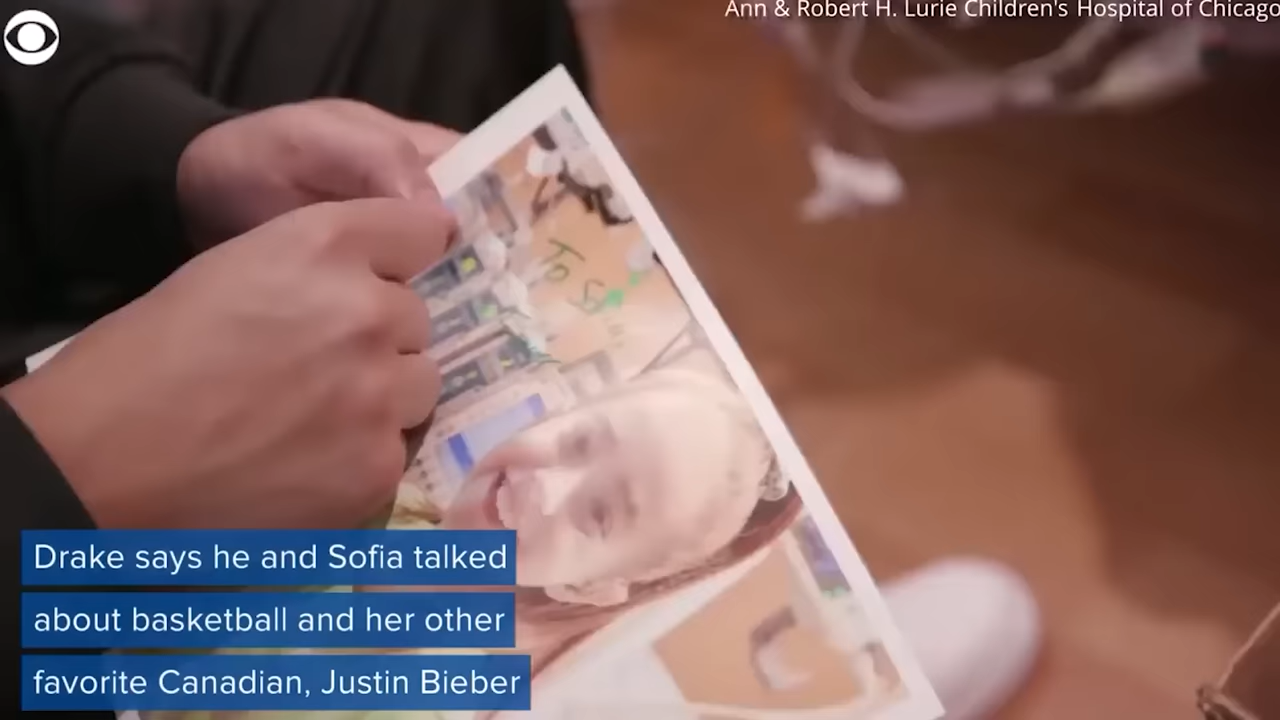 Ann & Robert H. Lurie Children's Hospital of Chicago
To
Drake says he and Sofia talked
about basketball and her other
favorite Canadian, Justin Bieber